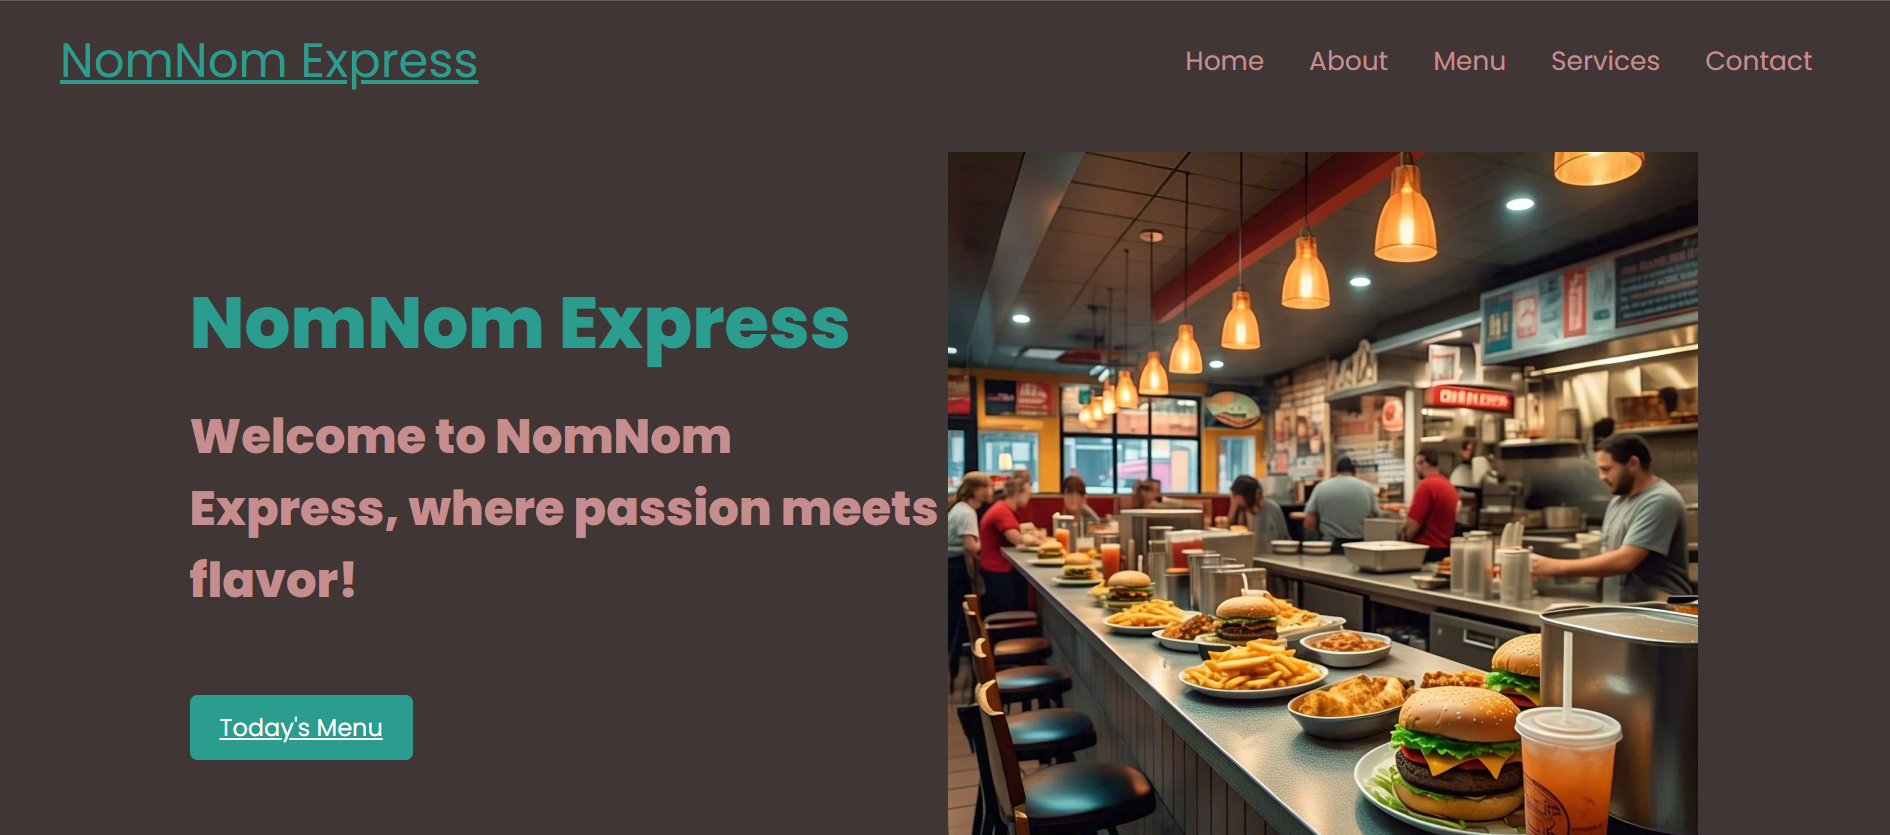 NomNom Express
Home About Menu Services Contact
NomNom Express
Welcome to NomNom
Express, where passion meets
flavor!
Today's Menu